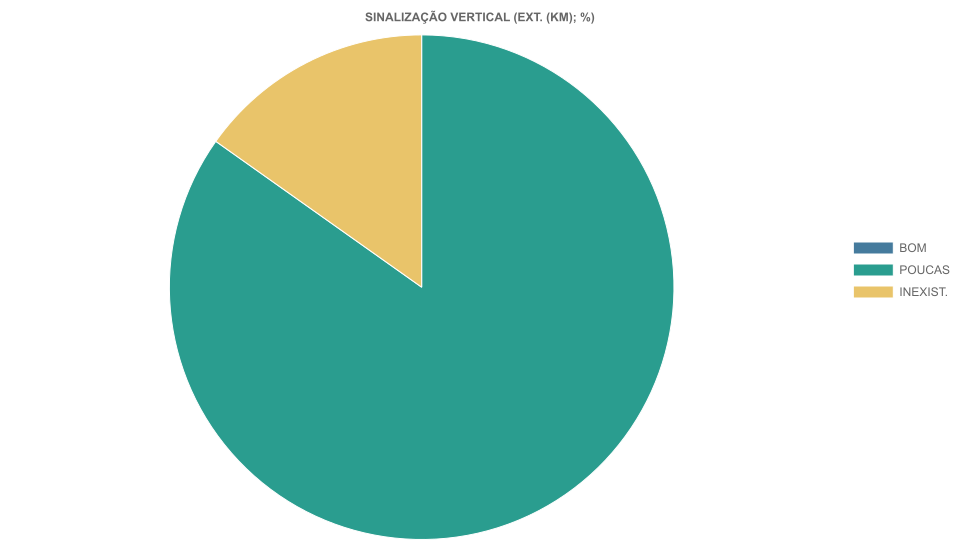 SINALIZAÇÃO VERTICAL (EXT. (KM); %)
BOM
POUCAS
INEXIST.